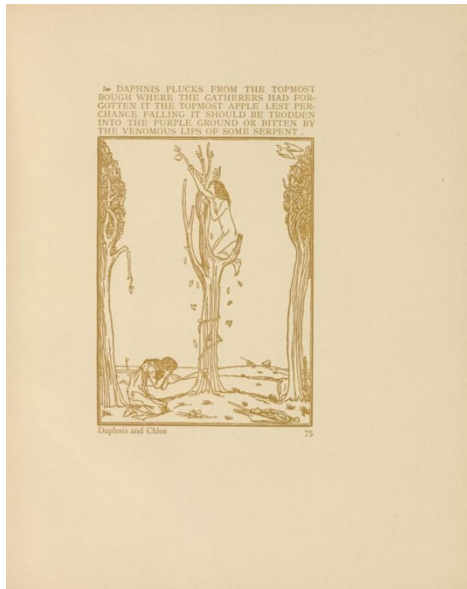 DAPHNIS PLUCKS FROM THE TOPMOST
BOUGH WHERE THE GATHERERS HAD FOR-
GOTTEN IT THE TOPMOST APPLE LEST PER-
CHANCE FALLING IT SHOULD BE TRODDEN
INTO THE PURPLE GROUND OR BITTEN BY
THE VENOMOUS LIPS OF SOME SERPENT .
Daphnis and Chloe
75